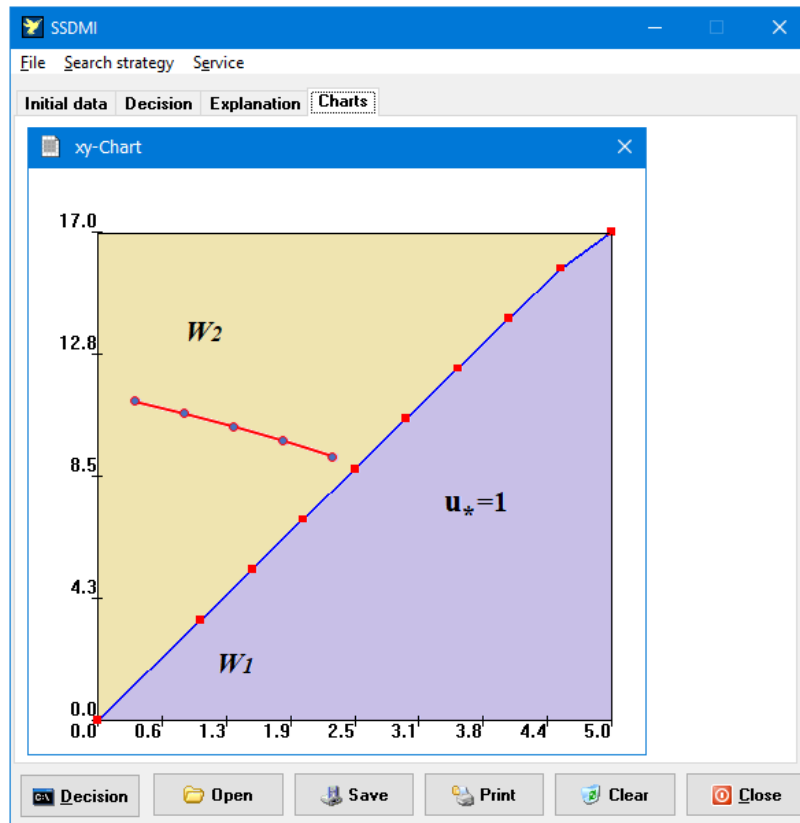 SSDMI
File Search strategy Service
Initial data Decision Explanation Charts
xy-Chart
17.0
W2
12.8
8.5
u*=1
4.3
W1
0.0
0.0 0.6 1.3 1.9 2.5 3.1 3.8 4.4 5.0
C:\ Decision Open Save Print Clear Close